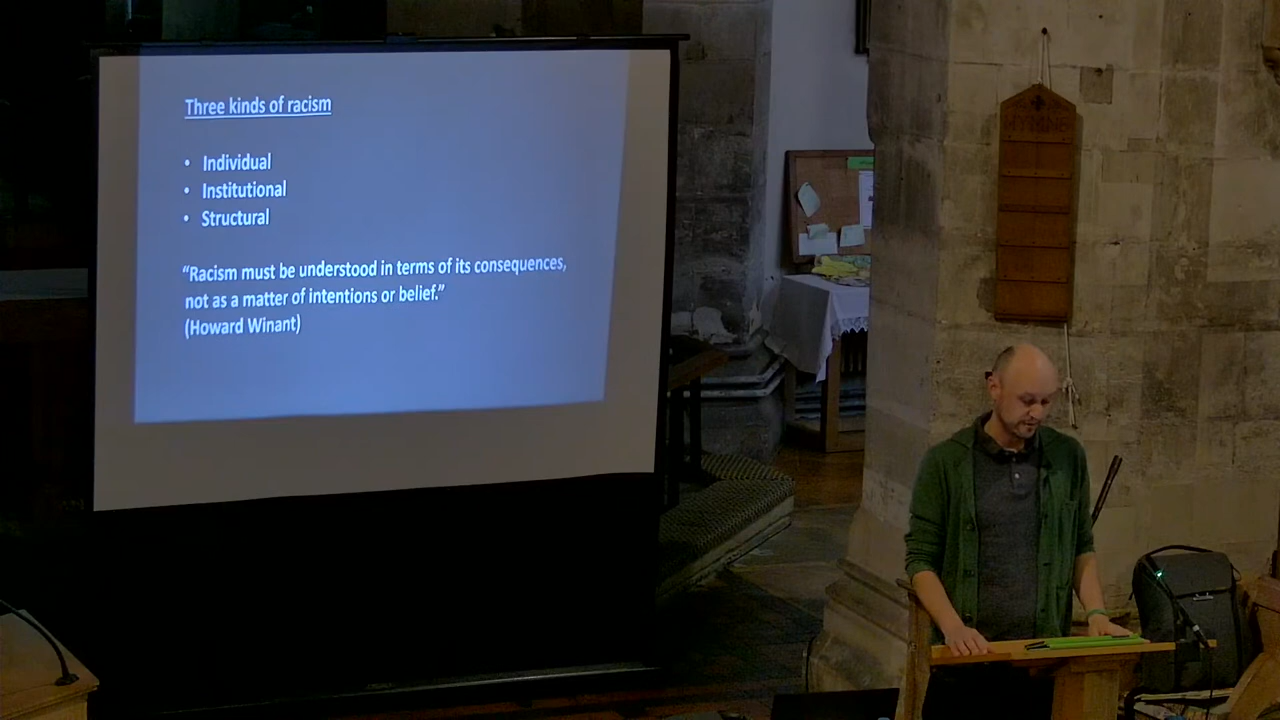 Three kinds of racism
• Individual
• Institutional
• Structural
“Racism must be understood in terms of its consequences,
not as a matter of intentions or belief.”
(Howard Winant)
HYMNS